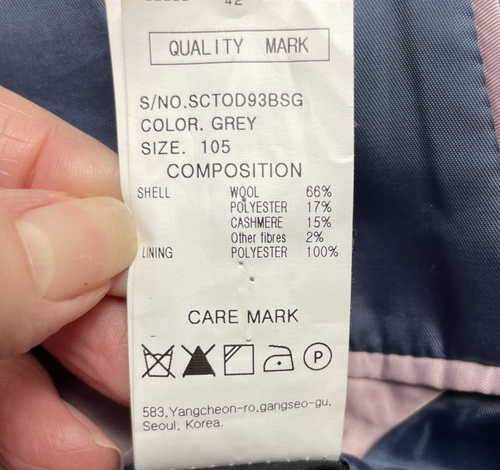 42
QUALITY MARK
S/NO.SCTOD93BSG
COLOR. GREY
SIZE. 105
COMPOSITION
SHELL WOOL 66%
POLYESTER 17%
CASHMERE 15%
Other fibres 2%
LINING POLYESTER 100%
CARE MARK
P
583,Yangcheon-ro,gangseo-gu,
Seoul, Korea.